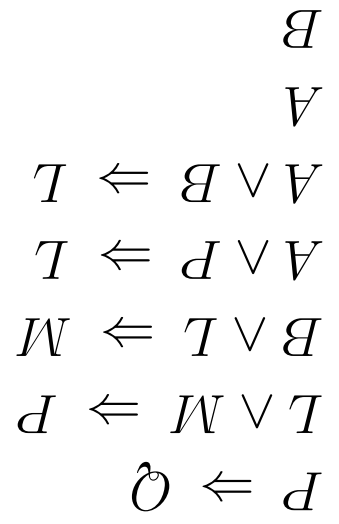 P ⇒ Q
L ∧ M ⇒ P
B ∧ L ⇒ M
A ∧ P ⇒ L
A ∧ B ⇒ L
A
B